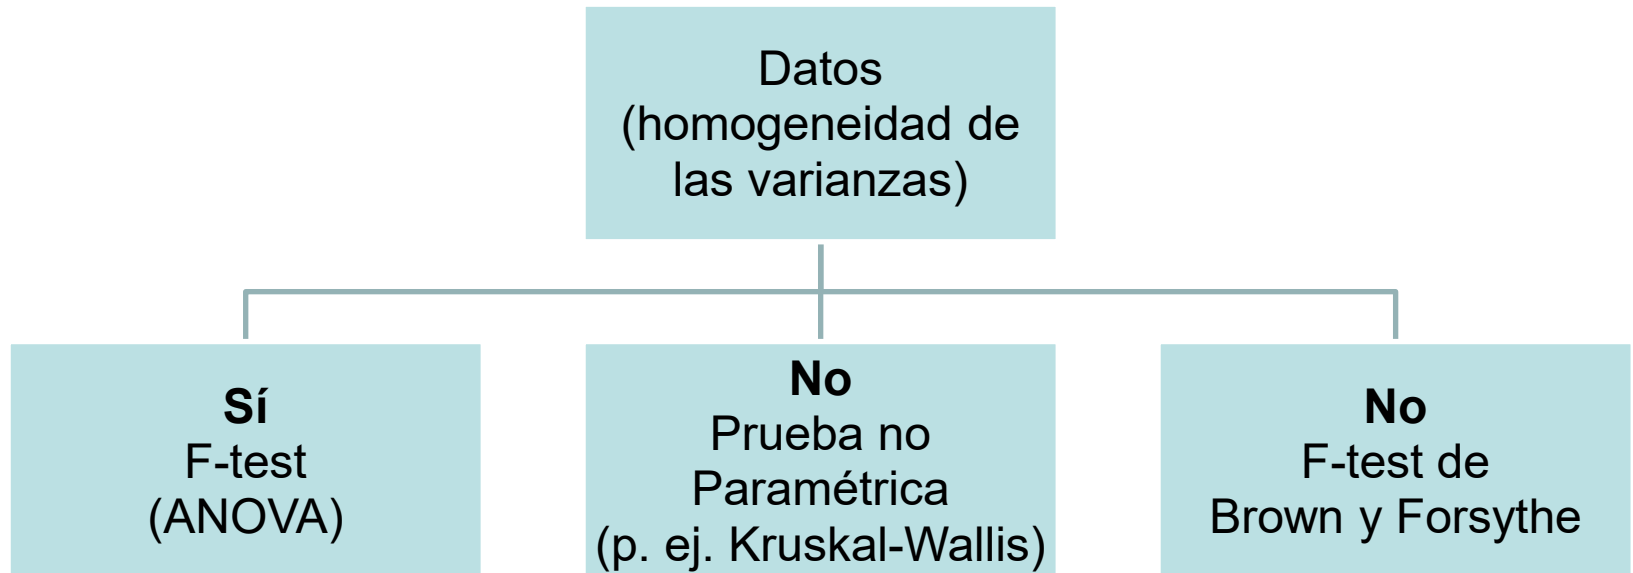 Datos
(homogeneidad de
las varianzas)
Sí
F-test
(ANOVA)
No
Prueba no
Paramétrica
(p. ej. Kruskal-Wallis)
No
F-test de
Brown y Forsythe